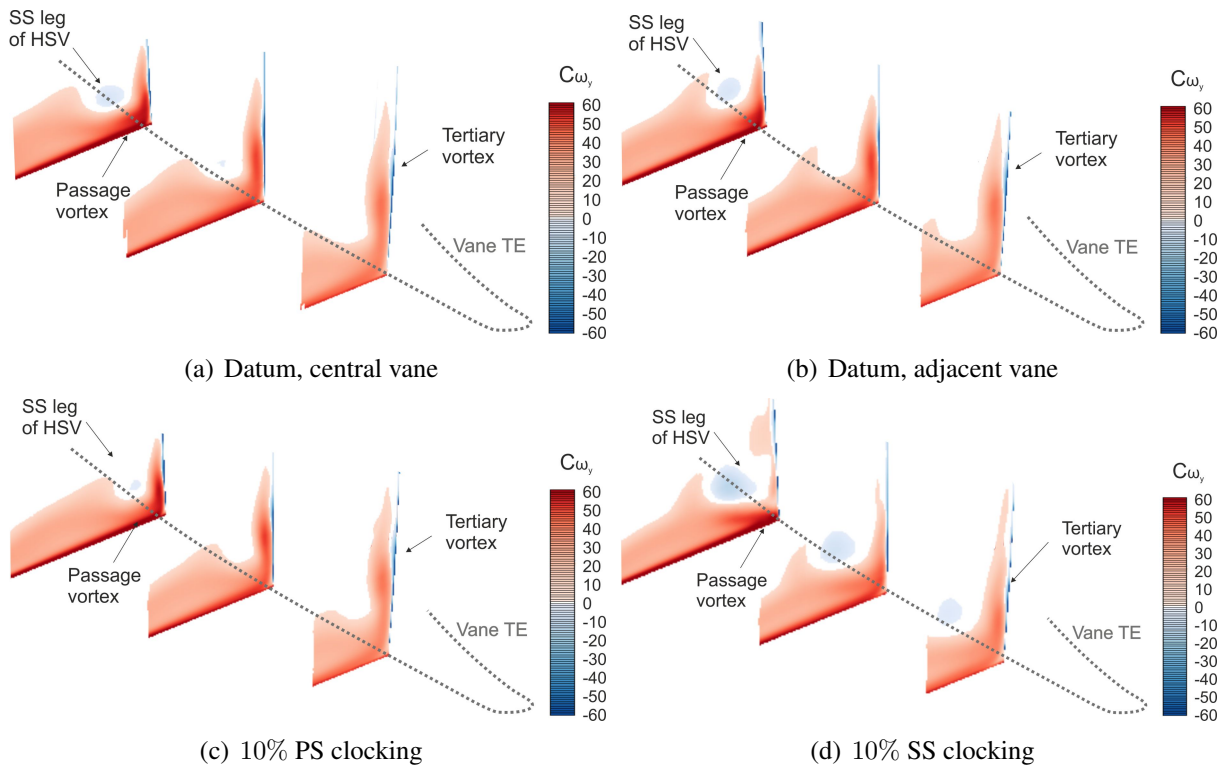 SS leg
of HSV
Cωy
60
50
40
30
20
10
0
-10
-20
-30
-40
-50
-60
Tertiary
vortex
Passage
vortex
Vane TE
(a) Datum, central vane
SS leg
of HSV
Cωy
60
50
40
30
20
10
0
-10
-20
-30
-40
-50
-60
Tertiary
vortex
Passage
vortex
Vane TE
(b) Datum, adjacent vane
SS leg
of HSV
Cωy
60
50
40
30
20
10
0
-10
-20
-30
-40
-50
-60
Tertiary
vortex
Passage
vortex
Vane TE
(c) 10% PS clocking
SS leg
of HSV
Cωy
60
50
40
30
20
10
0
-10
-20
-30
-40
-50
-60
Tertiary
vortex
Passage
vortex
Vane TE
(d) 10% SS clocking